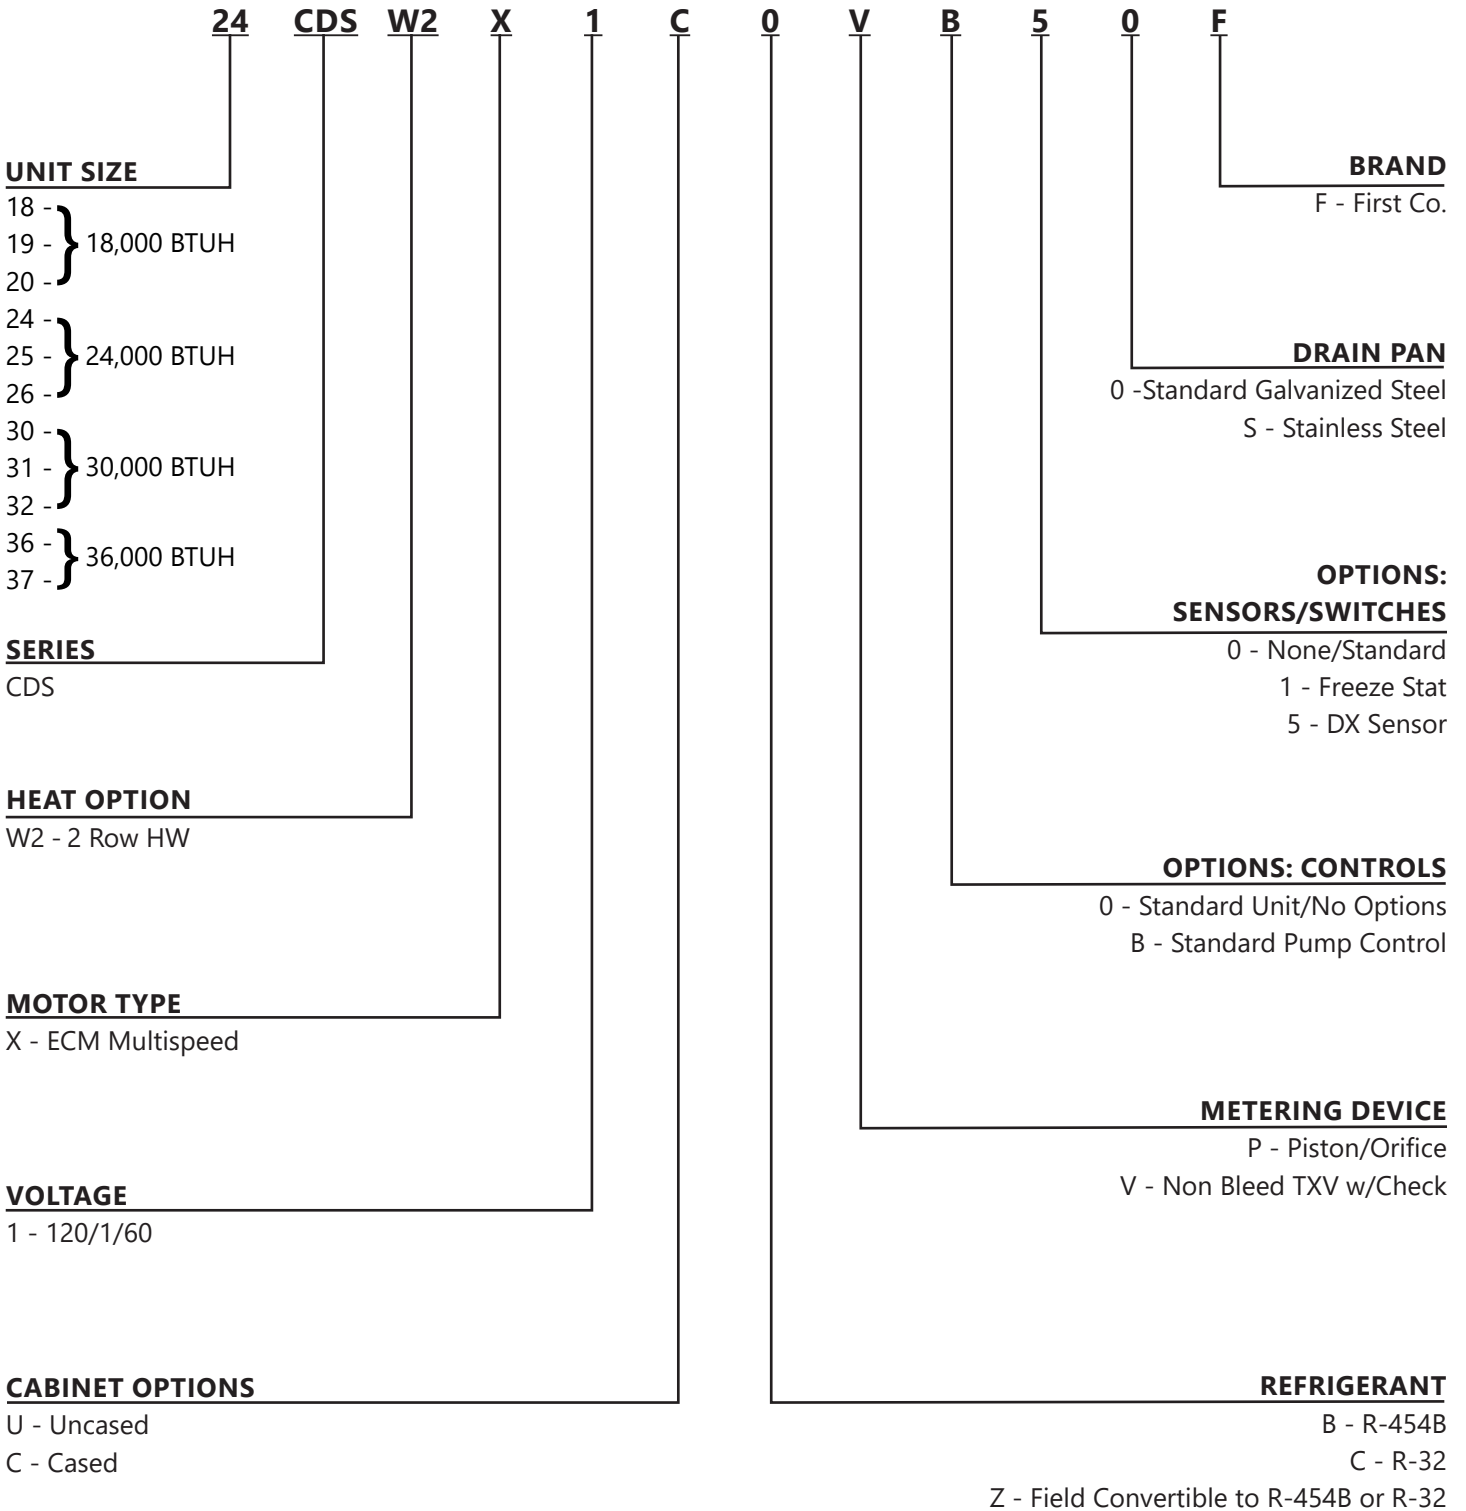 24 CDS W2 X 1 C 0 V B 5 0 F
UNIT SIZE
18 -
19 - } 18,000 BTUH
20 -
24 -
25 - } 24,000 BTUH
26 -
30 -
31 - } 30,000 BTUH
32 -
36 -
} 36,000 BTUH
37 -
SERIES
CDS
HEAT OPTION
W2 - 2 Row HW
MOTOR TYPE
X - ECM Multispeed
VOLTAGE
1 - 120/1/60
CABINET OPTIONS
U - Uncased
C - Cased
BRAND
F - First Co.
DRAIN PAN
0 -Standard Galvanized Steel
S - Stainless Steel
OPTIONS:
SENSORS/SWITCHES
0 - None/Standard
1 - Freeze Stat
5 - DX Sensor
OPTIONS: CONTROLS
0 - Standard Unit/No Options
B - Standard Pump Control
METERING DEVICE
P - Piston/Orifice
V - Non Bleed TXV w/Check
REFRIGERANT
B - R-454B
C - R-32
Z - Field Convertible to R-454B or R-32